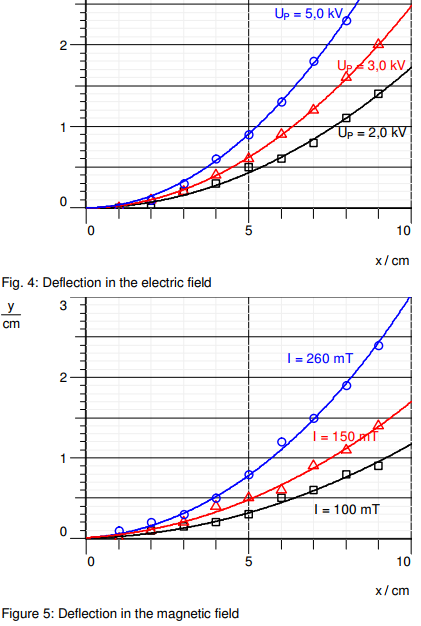 U_P = 5,0 kV
2
U_P = 3,0 kV
1
U_P = 2,0 kV
0
0 5 10
x / cm
Fig. 4: Deflection in the electric field
y
cm
3
I = 260 mT
2
I = 150 mT
1
I = 100 mT
0
0 5 10
x / cm
Figure 5: Deflection in the magnetic field